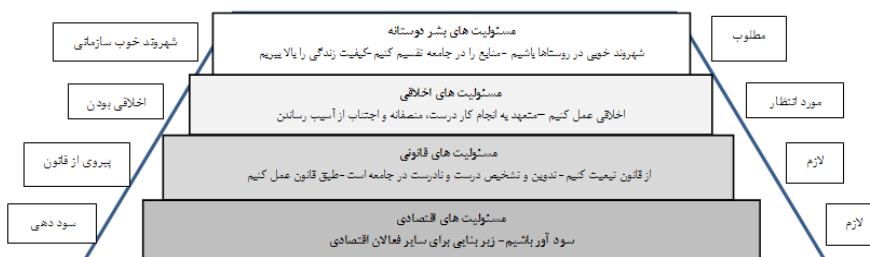 مسئولیت های بشر دوستانه
مطلوب
شهروند خوب سازمانی
شهروند خوبی در روستاها باشیم -منابع را در جامعه تقسیم کنیم -کیفیت زندگی را بالا ببریم
مسئولیت های اخلاقی
مورد انتظار
اخلاقی بودن
اخلاقی عمل کنیم –متعهد به انجام کار درست، منصفانه و اجتناب از آسیب رساندن
مسئولیت های قانونی
لازم
پیروی از قانون
از قانون تبعیت کنیم -تدوین و تشخیص درست و نادرست در جامعه است -طبق قانون عمل کنیم
مسئولیت های اقتصادی
لازم
سود دهی
سود آور باشیم- زیر بنایی برای سایر فعالان اقتصادی